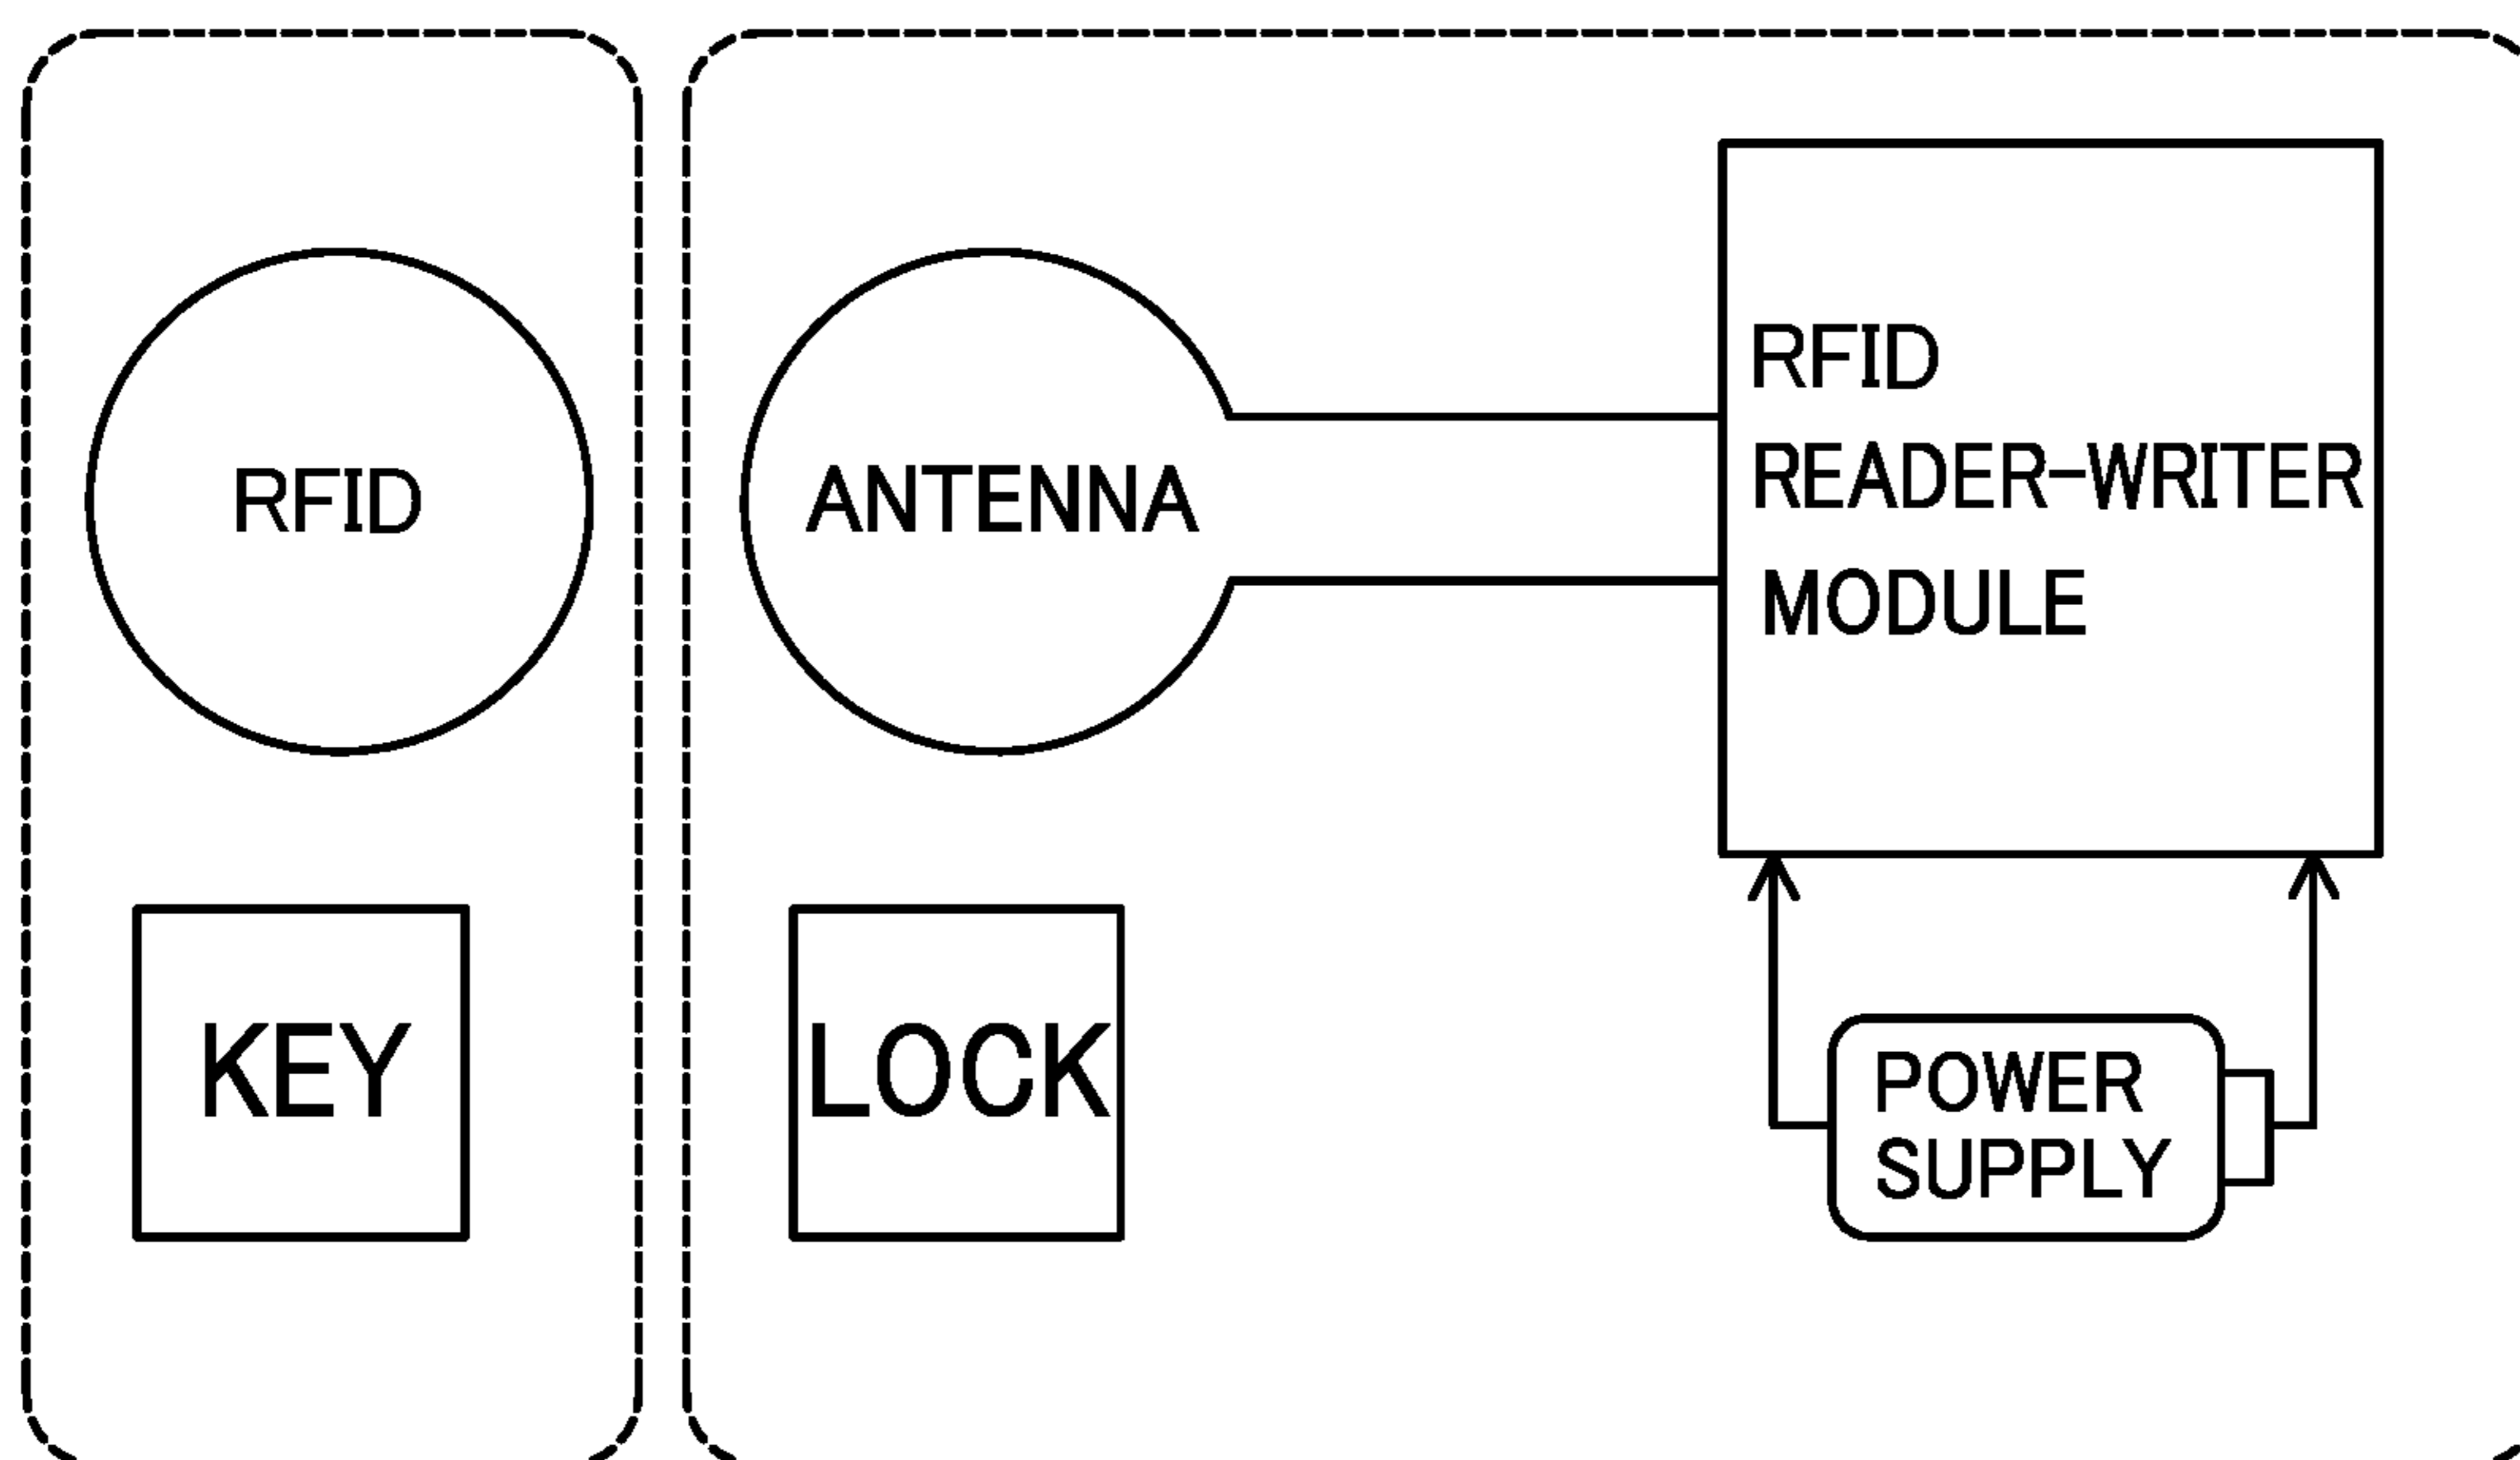 RFID
KEY
ANTENNA
LOCK
RFID
READER-WRITER
MODULE
POWER
SUPPLY